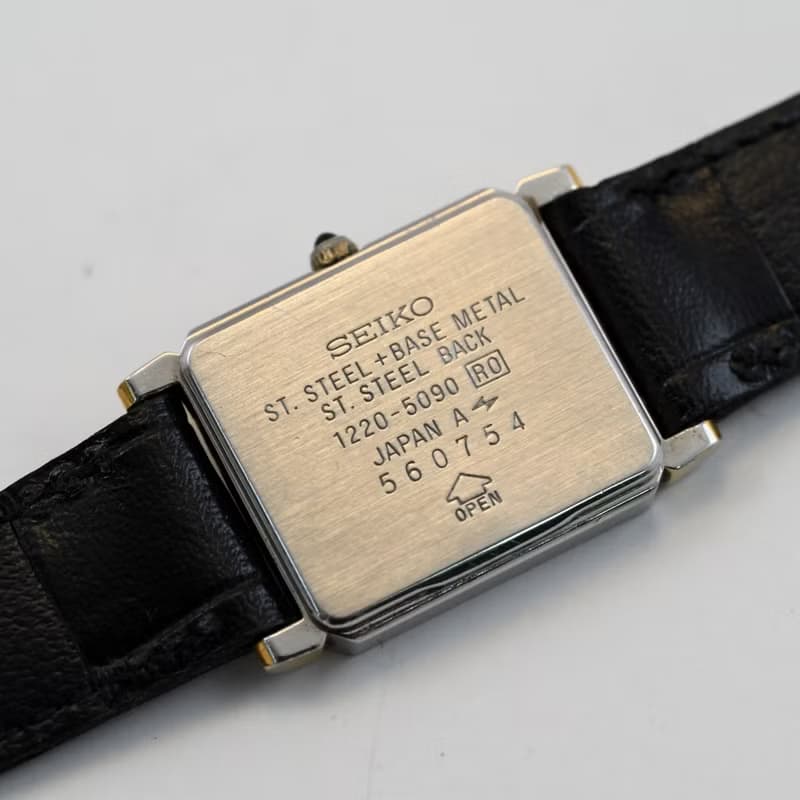 SEIKO
ST. STEEL + BASE METAL
ST. STEEL BACK
1220-5090 RO
JAPAN A
560754
OPEN